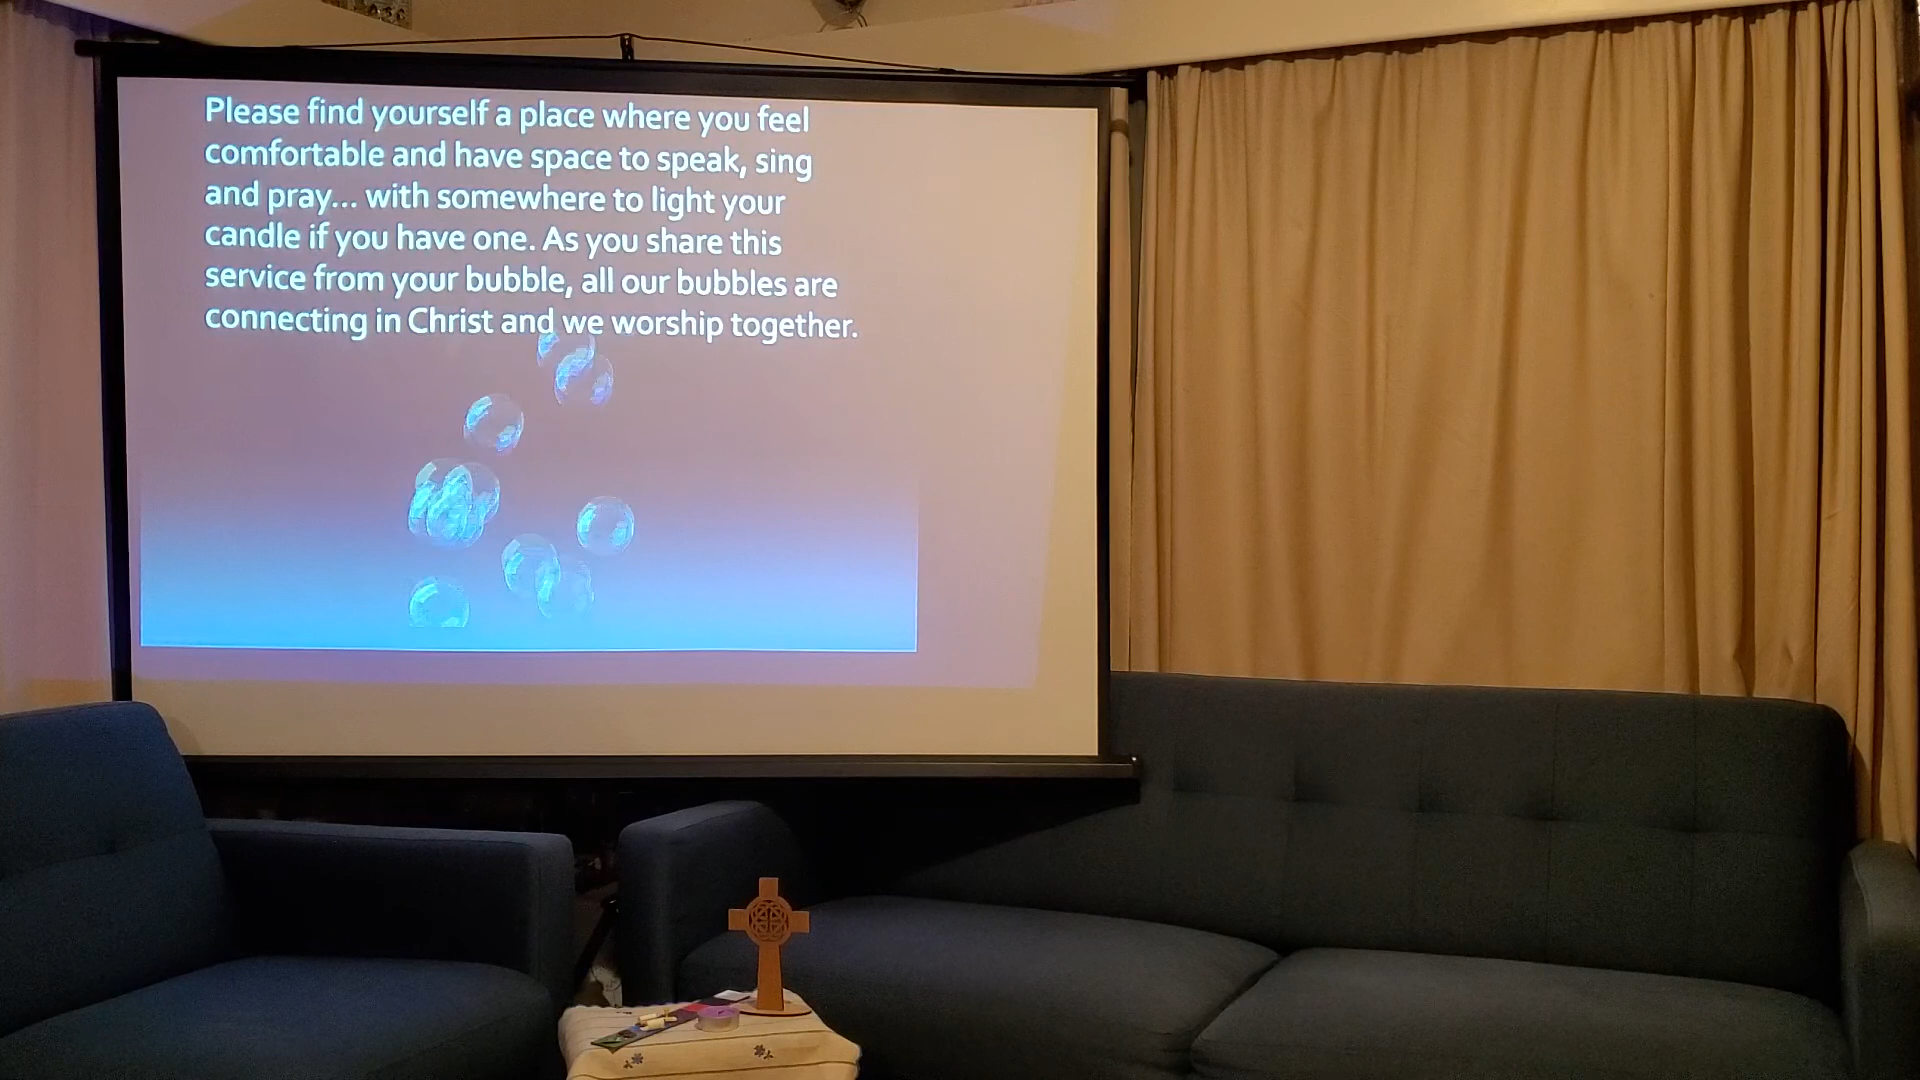 Please find yourself a place where you feel
comfortable and have space to speak, sing
and pray... with somewhere to light your
candle if you have one. As you share this
service from your bubble, all our bubbles are
connecting in Christ and we worship together.